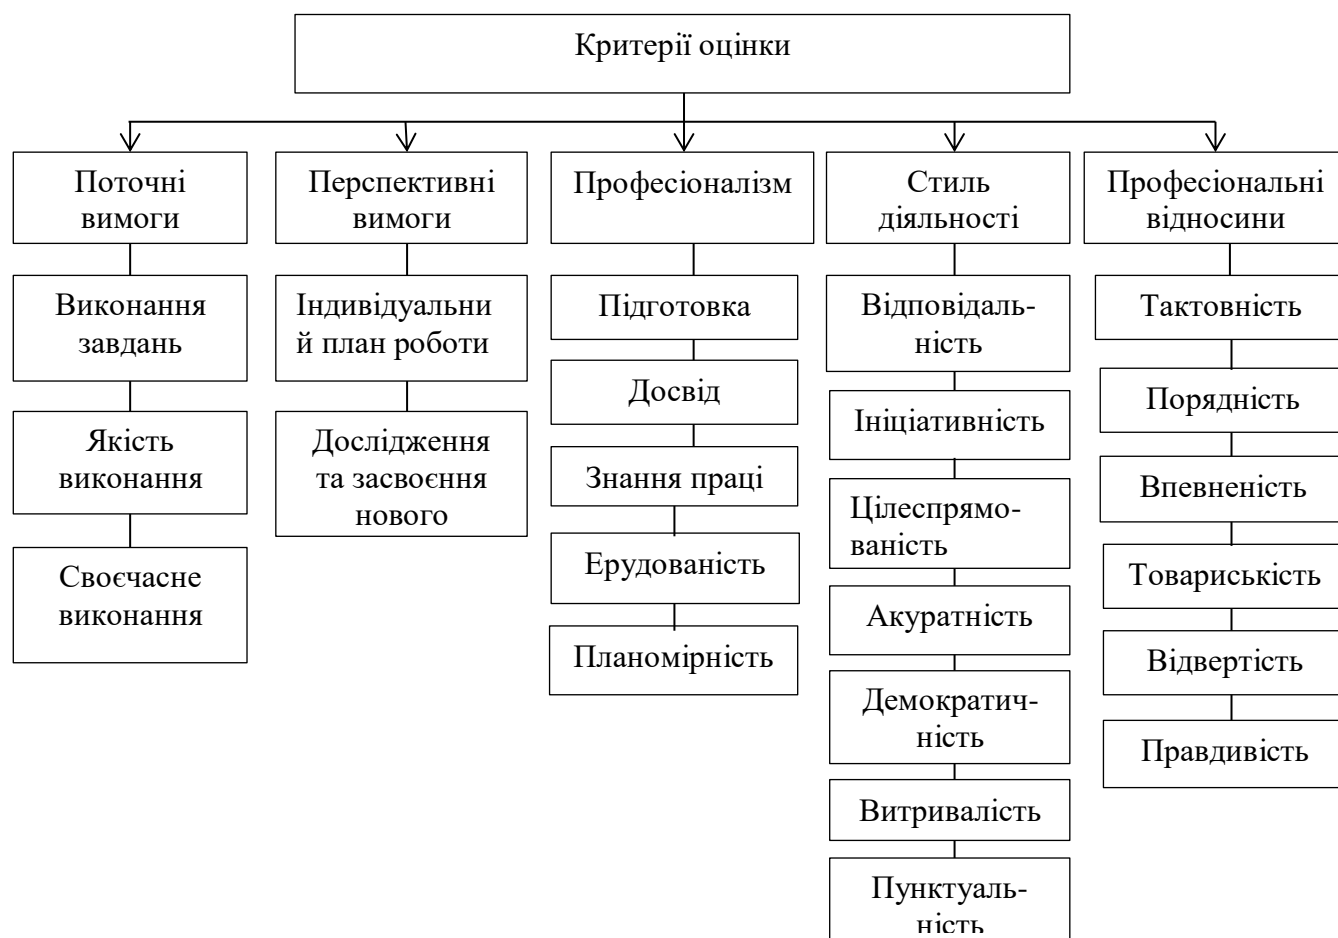 Критерії оцінки
Поточні
вимоги
Перспективні
вимоги
Професіоналізм
Стиль
діяльності
Професіональні
відносини
Виконання
завдань
Якість
виконання
Своєчасне
виконання
Індивідуальни
й план роботи
Дослідження
та засвоєння
нового
Підготовка
Досвід
Знання праці
Ерудованість
Планомірність
Відповідаль-
ність
Ініціативність
Цілеспрямо-
ваність
Акуратність
Демократич-
ність
Витривалість
Пунктуаль-
ність
Тактовність
Порядність
Впевненість
Товариськість
Відвертість
Правдивість